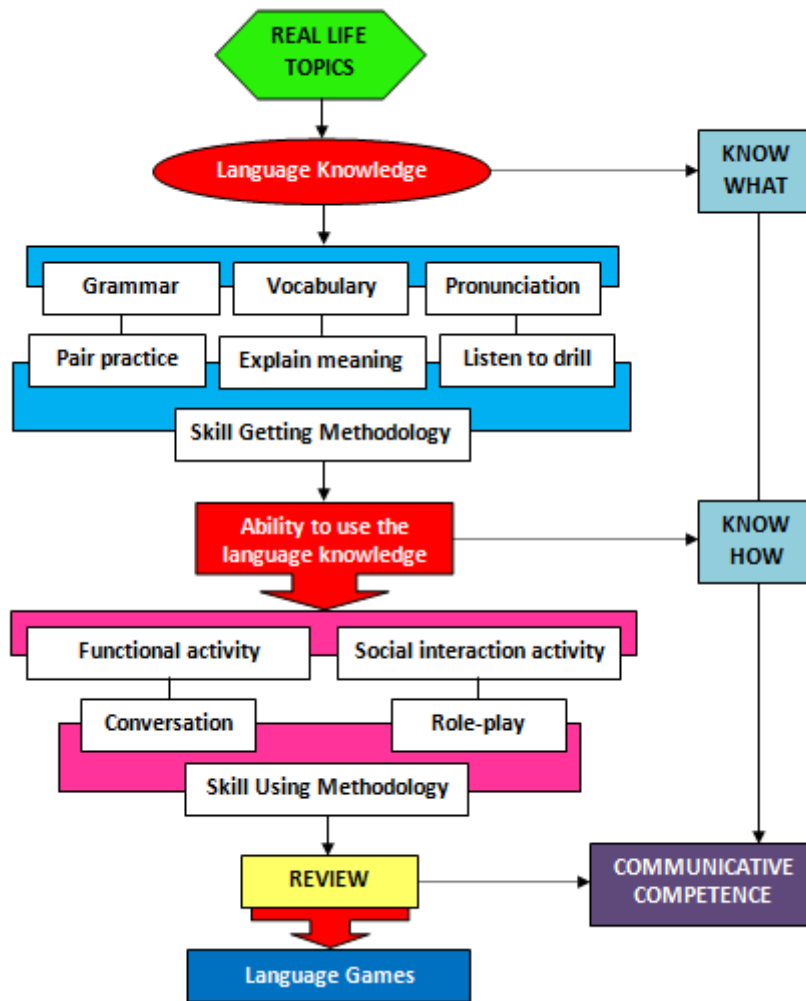 REAL LIFE
TOPICS
Language Knowledge
KNOW
WHAT
Grammar
Vocabulary
Pronunciation
Pair practice
Explain meaning
Listen to drill
Skill Getting Methodology
Ability to use the
language knowledge
KNOW
HOW
Functional activity
Social interaction activity
Conversation
Role-play
Skill Using Methodology
REVIEW
COMMUNICATIVE
COMPETENCE
Language Games